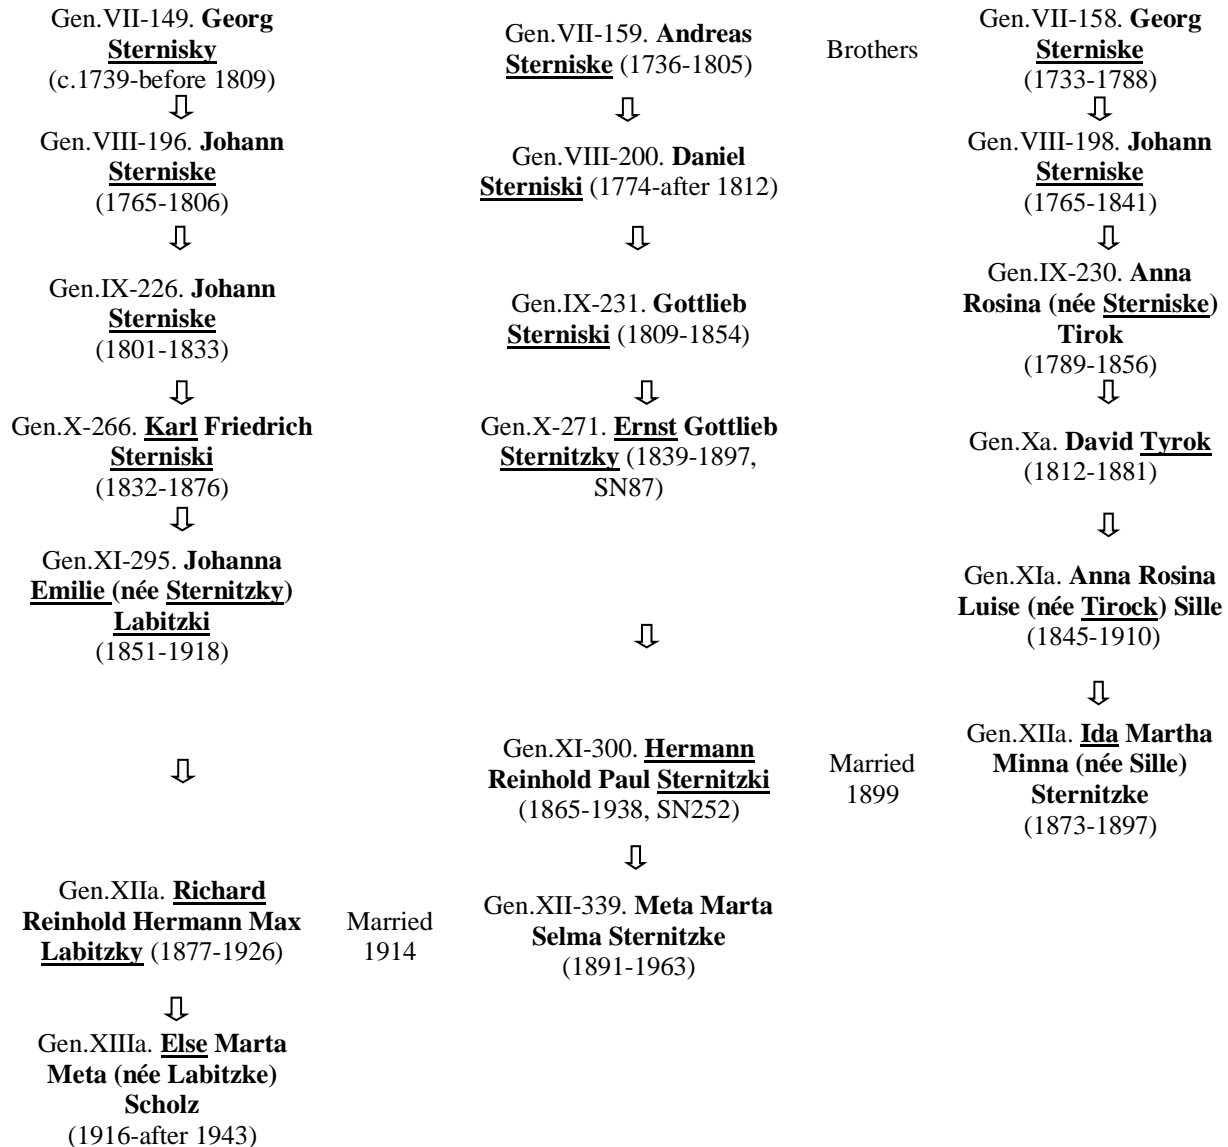 Gen.VII-149. Georg
Sternisky
(c.1739-before 1809)
Gen.VII-159. Andreas
Sterniske (1736-1805)
Brothers
Gen.VII-158. Georg
Sterniske
(1733-1788)
Gen.VIII-196. Johann
Sterniske
(1765-1806)
Gen.VIII-200. Daniel
Sterniski (1774-after 1812)
Gen.VIII-198. Johann
Sterniske
(1765-1841)
Gen.IX-226. Johann
Sterniske
(1801-1833)
Gen.IX-231. Gottlieb
Sterniski (1809-1854)
Gen.IX-230. Anna
Rosina (née Sterniske)
Tirok
(1789-1856)
Gen.X-266. Karl Friedrich
Sterniski
(1832-1876)
Gen.X-271. Ernst Gottlieb
Sternitzky (1839-1897,
SN87)
Gen.Xa. David Tyrok
(1812-1881)
Gen.XI-295. Johanna
Emilie (née Sternitzky)
Labitzki
(1851-1918)
Gen.XIa. Anna Rosina
Luise (née Tirock) Sille
(1845-1910)
Gen.XI-300. Hermann
Reinhold Paul Sternitzki
(1865-1938, SN252)
Married
1899
Gen.XIIa. Ida Martha
Minna (née Sille)
Sternitzke
(1873-1897)
Gen.XIIa. Richard
Reinhold Hermann Max
Labitzky (1877-1926)
Married
1914
Gen.XII-339. Meta Marta
Selma Sternitzke
(1891-1963)
Gen.XIIIa. Else Marta
Meta (née Labitzke)
Scholz
(1916-after 1943)